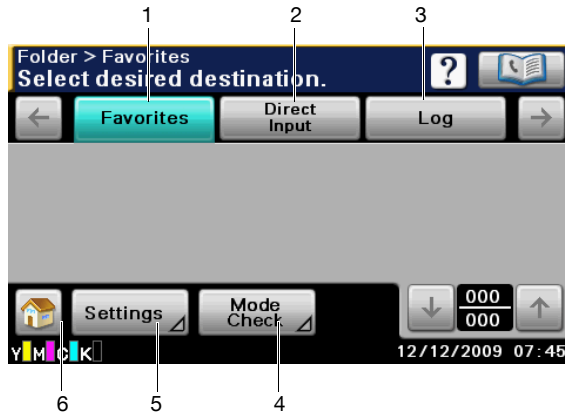 1 2 3
Folder > Favorites
Select desired destination.
?
Favorites
Direct
Input
Log
Settings
Mode
Check
000
000
Y M C K
12/12/2009 07:45
6 5 4